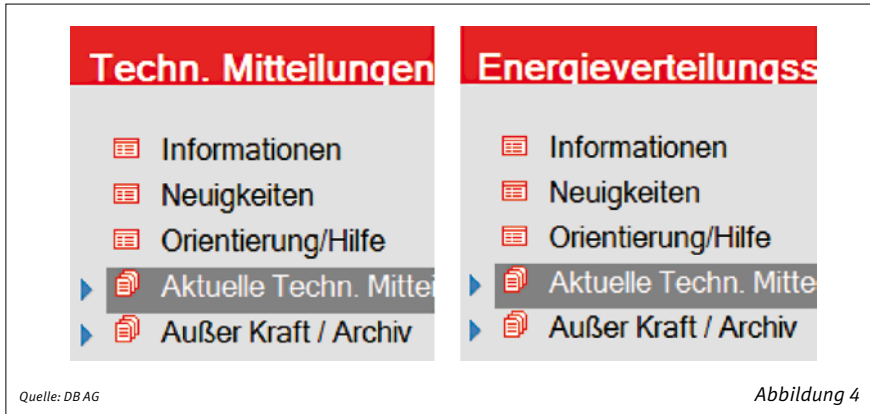 Techn. Mitteilungen
Informationen
Neuigkeiten
Orientierung/Hilfe
Aktuelle Techn. Mittei
Außer Kraft / Archiv
Energieverteilungss
Informationen
Neuigkeiten
Orientierung/Hilfe
Aktuelle Techn. Mitte
Außer Kraft / Archiv
Quelle: DB AG
Abbildung 4